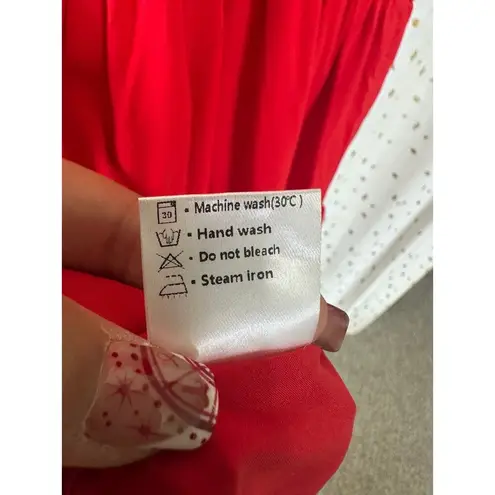 30 • Machine wash(30℃)
• Hand wash
• Do not bleach
• Steam iron